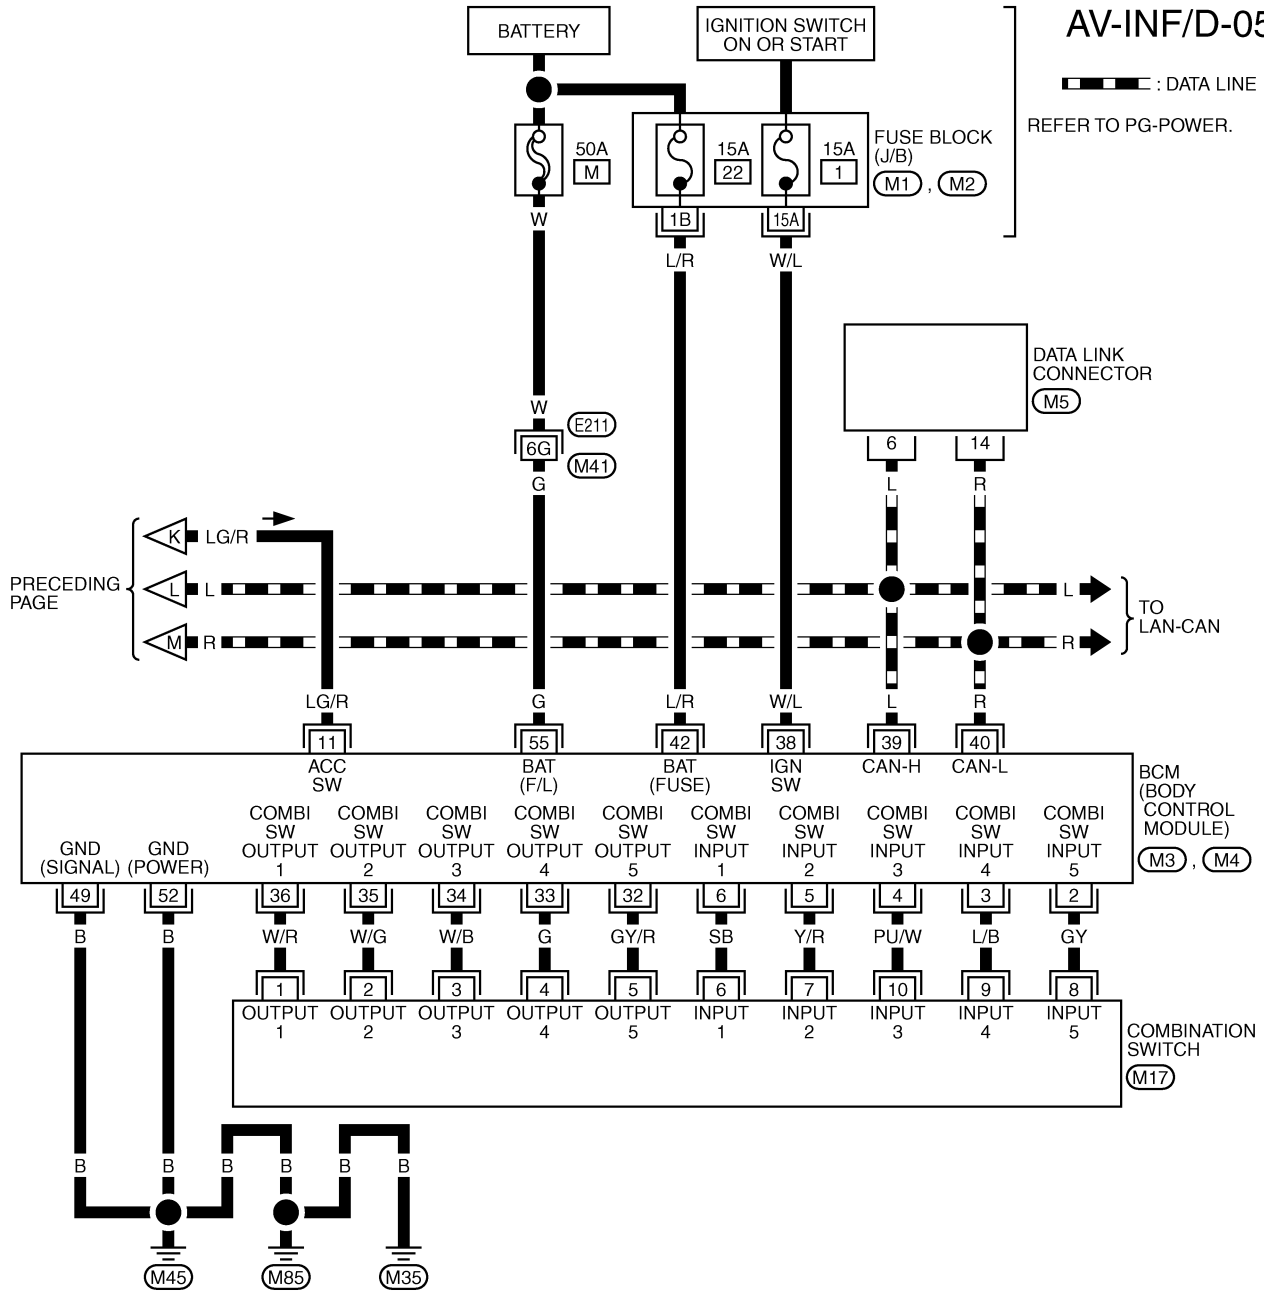 AV-INF/D-05
BATTERY
IGNITION SWITCH
ON OR START
: DATA LINE
REFER TO PG-POWER.
50A
M
15A
22
15A
1
FUSE BLOCK
(J/B)
M1 , M2
1B
15A
W
L/R
W/L
DATA LINK
CONNECTOR
M5
W
E211
6G
M41
6
14
G
L
R
PRECEDING
PAGE
K LG/R
L L
M R
L
R
TO
LAN-CAN
LG/R
G
L/R
W/L
L
R
11
55
42
38
39
40
ACC
SW
BAT
(F/L)
BAT
(FUSE)
IGN
SW
CAN-H
CAN-L
BCM
(BODY
CONTROL
MODULE)
M3 , M4
GND
(SIGNAL)
GND
(POWER)
COMBI
SW
OUTPUT
1
COMBI
SW
OUTPUT
2
COMBI
SW
OUTPUT
3
COMBI
SW
OUTPUT
4
COMBI
SW
OUTPUT
5
COMBI
SW
INPUT
1
COMBI
SW
INPUT
2
COMBI
SW
INPUT
3
COMBI
SW
INPUT
4
COMBI
SW
INPUT
5
49
52
36
35
34
33
32
6
5
4
3
2
B
B
W/R
W/G
W/B
G
GY/R
SB
Y/R
PU/W
L/B
GY
1
2
3
4
5
6
7
10
9
8
OUTPUT
1
OUTPUT
2
OUTPUT
3
OUTPUT
4
OUTPUT
5
INPUT
1
INPUT
2
INPUT
3
INPUT
4
INPUT
5
COMBINATION
SWITCH
M17
B
B
B
B
B
B
M45
M85
M35